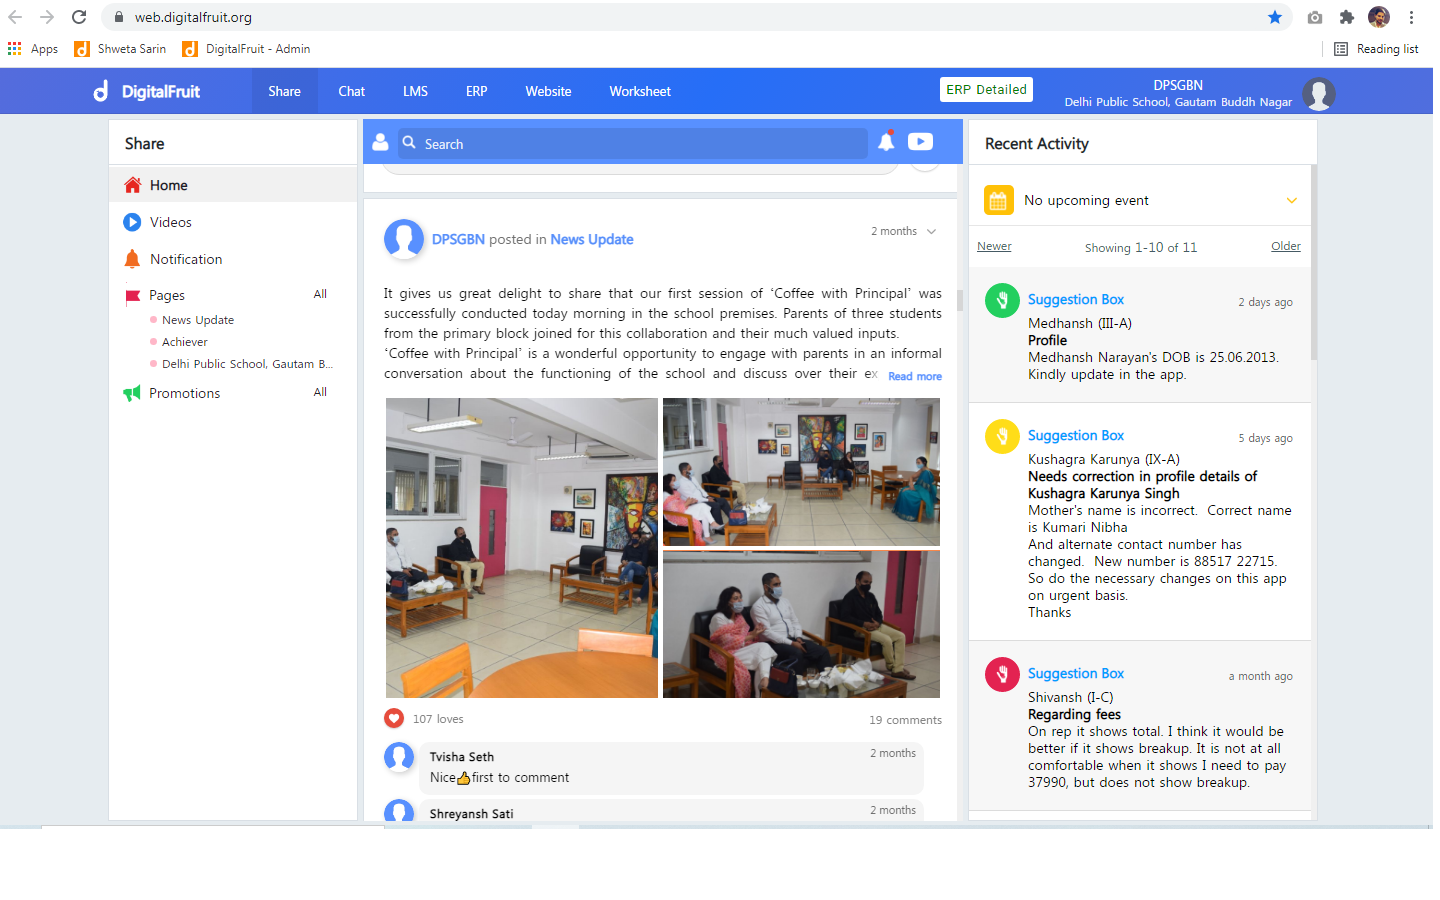 web.digitalfruit.org
Apps
Shweta Sarin
DigitalFruit - Admin
Reading list
DigitalFruit
Share
Chat
LMS
ERP
Website
Worksheet
ERP Detailed
DPSGBN
Delhi Public School, Gautam Buddh Nagar
Share
Home
Videos
Notification
Pages
All
News Update
Achiever
Delhi Public School, Gautam B...
Promotions
All
Search
DPSGBN posted in News Update
2 months
It gives us great delight to share that our first session of ‘Coffee with Principal’ was
successfully conducted today morning in the school premises. Parents of three students
from the primary block joined for this collaboration and their much valued inputs.
‘Coffee with Principal’ is a wonderful opportunity to engage with parents in an informal
conversation about the functioning of the school and discuss over their ex Read more
107 loves
19 comments
Tvisha Seth
2 months
Nice👍first to comment
Shreyansh Sati
2 months
Recent Activity
No upcoming event
Newer
Showing 1-10 of 11
Older
Suggestion Box
2 days ago
Medhansh (III-A)
Profile
Medhansh Narayan's DOB is 25.06.2013.
Kindly update in the app.
Suggestion Box
5 days ago
Kushagra Karunya (IX-A)
Needs correction in profile details of
Kushagra Karunya Singh
Mother's name is incorrect.  Correct name
is Kumari Nibha
And alternate contact number has
changed.  New number is 88517 22715.
So do the necessary changes on this app
on urgent basis.
Thanks
Suggestion Box
a month ago
Shivansh (I-C)
Regarding fees
On rep it shows total. I think it would be
better if it shows breakup. It is not at all
comfortable when it shows I need to pay
37990, but does not show breakup.